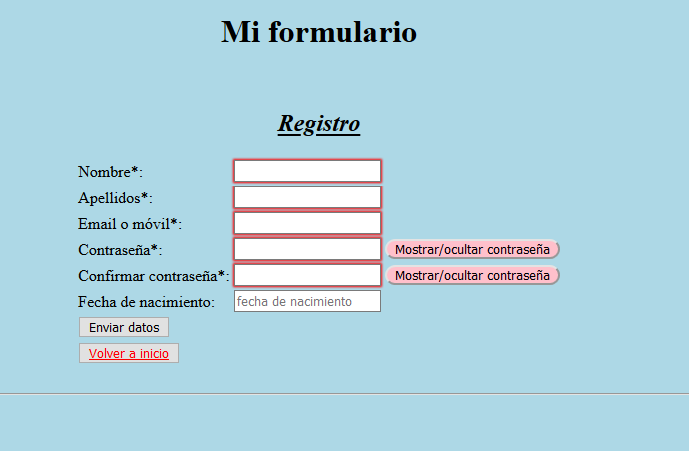 Mi formulario
Registro
Nombre*:
Apellidos*:
Email o móvil*:
Contraseña*: Mostrar/ocultar contraseña
Confirmar contraseña*: Mostrar/ocultar contraseña
Fecha de nacimiento: fecha de nacimiento
Enviar datos
Volver a inicio